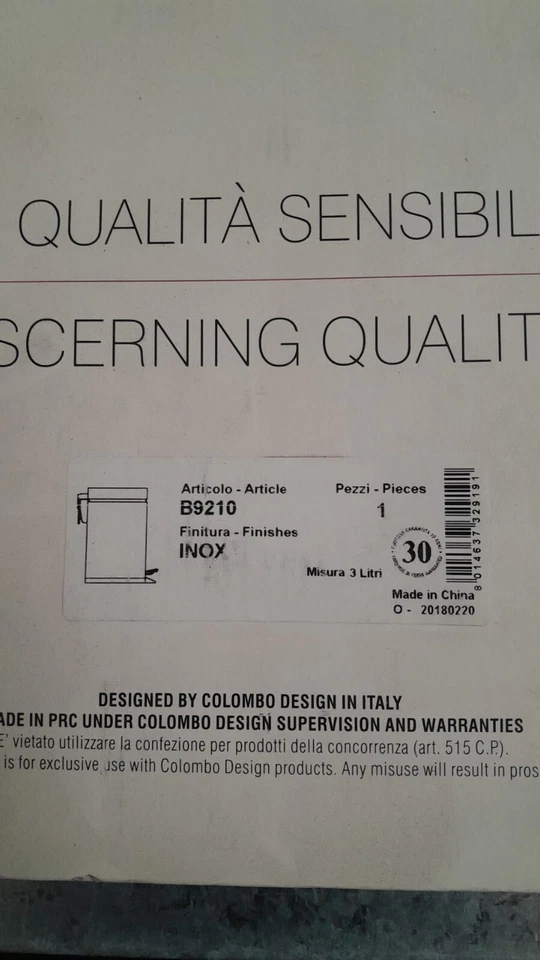 QUALITÀ SENSIBIL
SCERNING QUALIT
Articolo - Article
Pezzi - Pieces
B9210
1
Finitura - Finishes
INOX
30
Misura 3 Litri
8 014637 329191
Made in China
O - 20180220
DESIGNED BY COLOMBO DESIGN IN ITALY
ADE IN PRC UNDER COLOMBO DESIGN SUPERVISION AND WARRANTIES
E' vietato utilizzare la confezione per prodotti della concorrenza (art. 515 C.P.).
is for exclusive use with Colombo Design products. Any misuse will result in pros